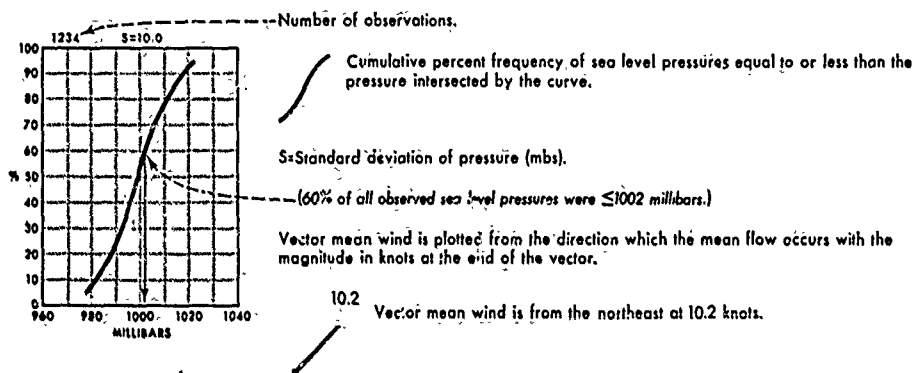 Number of observations.
1234 S=10.0
100
90
80
70
60
50
40
30
20
10
0
%
960 980 1000 1020 1040
MILLIBARS
Cumulative percent frequency of sea level pressures equal to or less than the
pressure intersected by the curve.
S=Standard deviation of pressure (mbs).
(60% of all observed sea level pressures were ≤1002 millibars.)
Vector mean wind is plotted from the direction which the mean flow occurs with the
magnitude in knots at the end of the vector.
10.2
Vector mean wind is from the northeast at 10.2 knots.